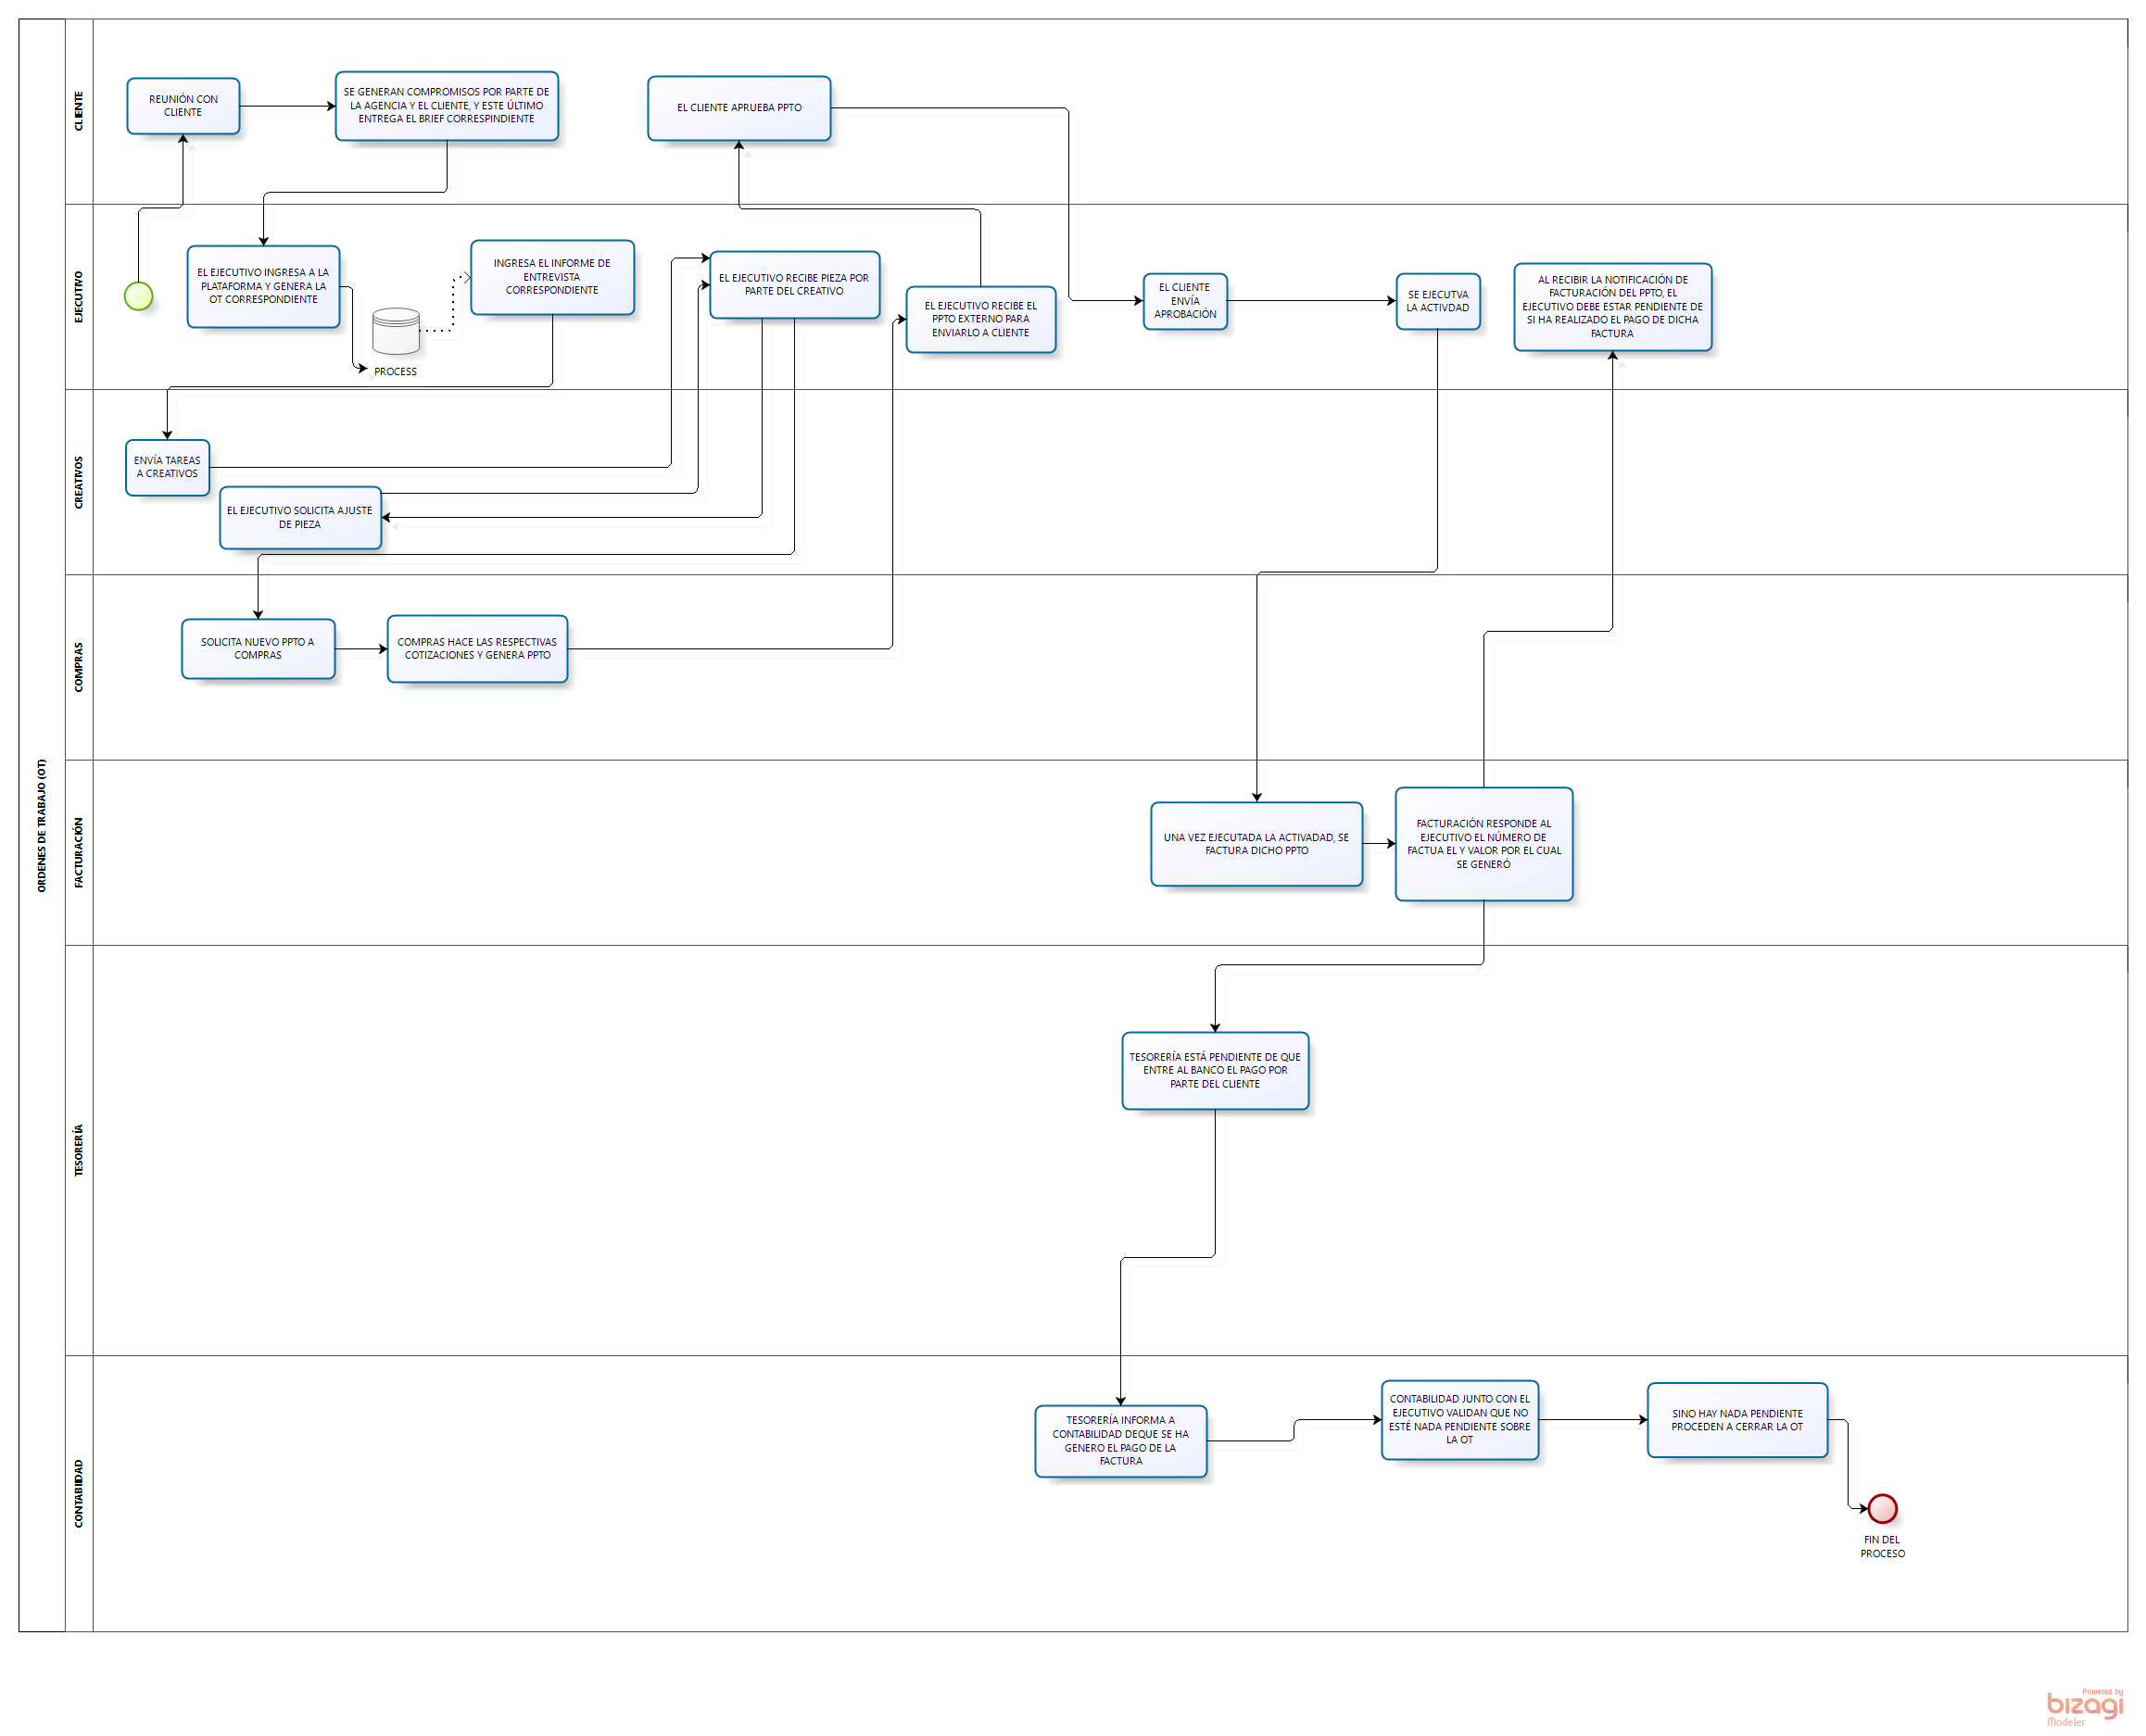 ORDENES DE TRABAJO (OT)
CLIENTE
REUNIÓN CON
CLIENTE
SE GENERAN COMPROMISOS POR PARTE DE
LA AGENCIA Y EL CLIENTE, Y ESTE ÚLTIMO
ENTREGA EL BRIEF CORRESPINDIENTE
EL CLIENTE APRUEBA PPTO
EJECUTIVO
EL EJECUTIVO INGRESA A LA
PLATAFORMA Y GENERA LA
OT CORRESPONDIENTE
PROCESS
INGRESA EL INFORME DE
ENTREVISTA
CORRESPONDIENTE
EL EJECUTIVO RECIBE PIEZA POR
PARTE DEL CREATIVO
EL EJECUTIVO RECIBE EL
PPTO EXTERNO PARA
ENVIARLO A CLIENTE
EL CLIENTE
ENVÍA
APROBACIÓN
SE EJECUTVA
LA ACTIVDAD
AL RECIBIR LA NOTIFICACIÓN DE
FACTURACIÓN DEL PPTO, EL
EJECUTIVO DEBE ESTAR PENDIENTE DE
SI HA REALIZADO EL PAGO DE DICHA
FACTURA
CREATIVOS
ENVÍA TAREAS
A CREATIVOS
EL EJECUTIVO SOLICITA AJUSTE
DE PIEZA
COMPRAS
SOLICITA NUEVO PPTO A
COMPRAS
COMPRAS HACE LAS RESPECTIVAS
COTIZACIONES Y GENERA PPTO
FACTURACIÓN
UNA VEZ EJECUTADA LA ACTIVADAD, SE
FACTURA DICHO PPTO
FACTURACIÓN RESPONDE AL
EJECUTIVO EL NÚMERO DE
FACTUA EL Y VALOR POR EL CUAL
SE GENERÓ
TESORERÍA
TESORERÍA ESTÁ PENDIENTE DE QUE
ENTRE AL BANCO EL PAGO POR
PARTE DEL CLIENTE
CONTABILIDAD
TESORERÍA INFORMA A
CONTABILIDAD DEQUE SE HA
GENERO EL PAGO DE LA
FACTURA
CONTABILIDAD JUNTO CON EL
EJECUTIVO VALIDAN QUE NO
ESTÉ NADA PENDIENTE SOBRE
LA OT
SINO HAY NADA PENDIENTE
PROCEDEN A CERRAR LA OT
FIN DEL
PROCESO
Powered by
bizagi
Modeler